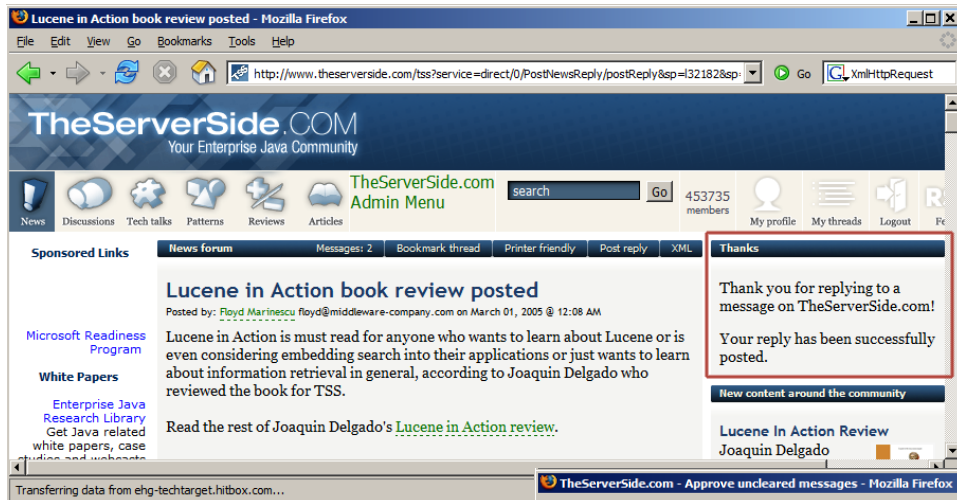 Lucene in Action book review posted - Mozilla Firefox
File Edit View Go Bookmarks Tools Help
http://www.theserverside.com/tss?service=direct/0/PostNewsReply/postReply&sp=l32182&sp: Go G XmlHttpRequest
TheServerSide.COM
Your Enterprise Java Community
News Discussions Tech talks Patterns Reviews Articles
TheServerSide.com
Admin Menu
search Go
453735
members
My profile My threads Logout Fe
Sponsored Links
Microsoft Readiness
Program
White Papers
Enterprise Java
Research Library
Get Java related
white papers, case
studies and webcasts
News forum Messages: 2 Bookmark thread Printer friendly Post reply XML
Lucene in Action book review posted
Posted by: Floyd Marinescu floyd@middleware-company.com on March 01, 2005 @ 12:08 AM
Lucene in Action is must read for anyone who wants to learn about Lucene or is
even considering embedding search into their applications or just wants to learn
about information retrieval in general, according to Joaquin Delgado who
reviewed the book for TSS.
Read the rest of Joaquin Delgado's Lucene in Action review.
Thanks
Thank you for replying to a
message on TheServerSide.com!
Your reply has been successfully
posted.
New content around the community
Lucene In Action Review
Joaquin Delgado
Transferring data from ehg-techtarget.hitbox.com...
TheServerSide.com - Approve uncleared messages - Mozilla Firefox